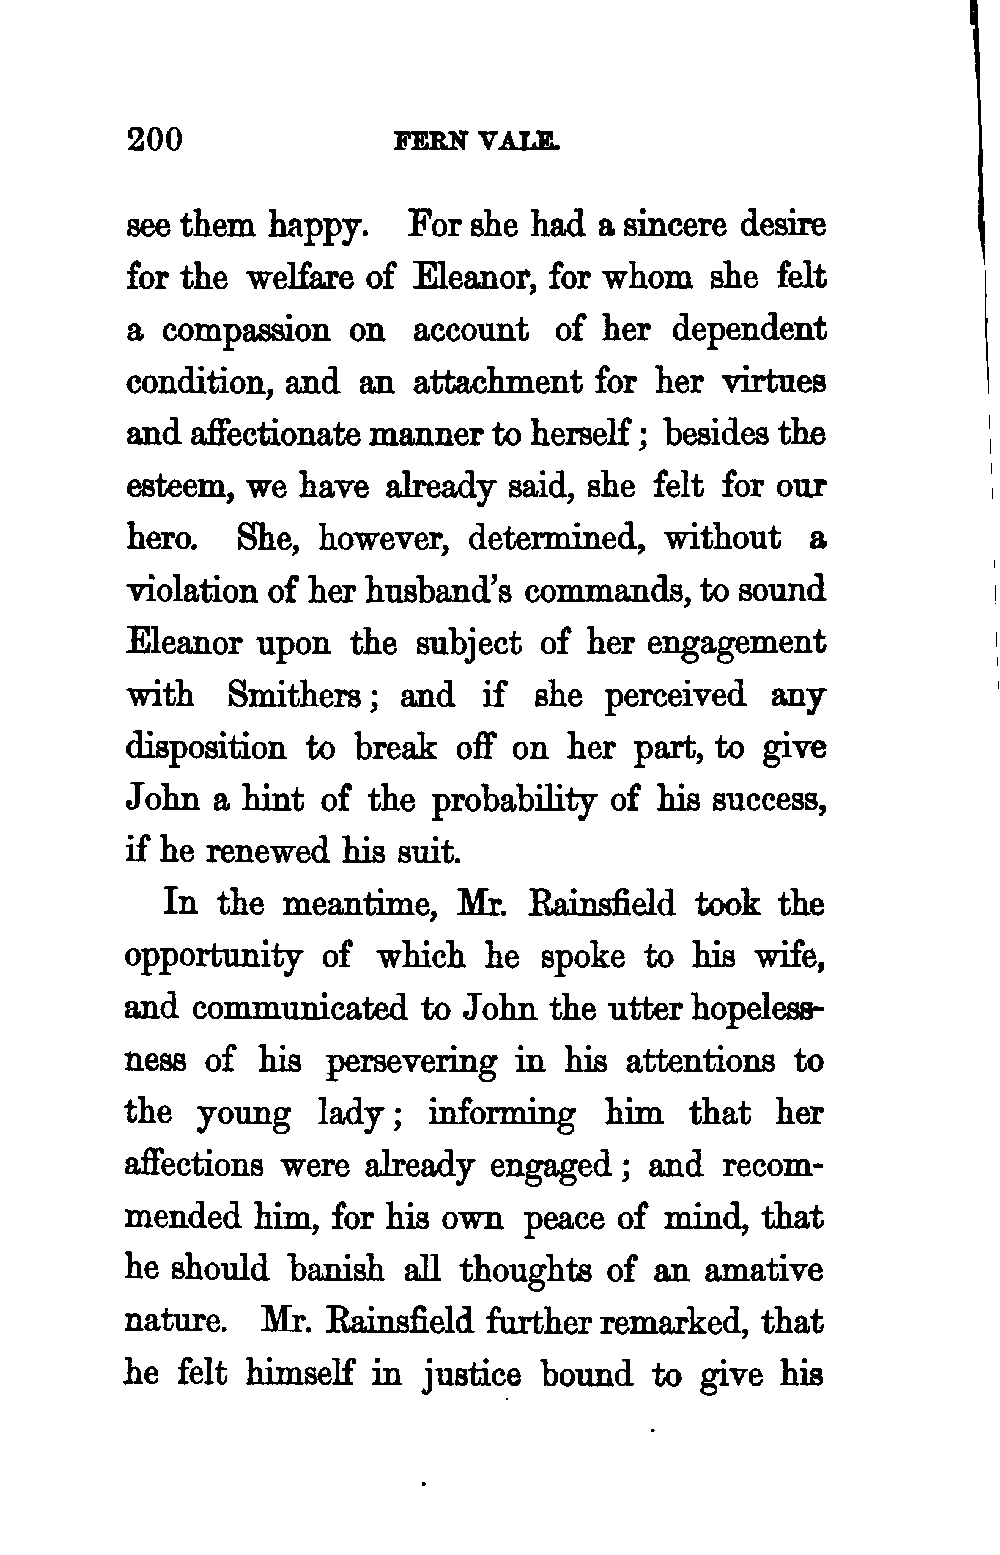 200 FERN VALE.
see them happy. For she had a sincere desire
for the welfare of Eleanor, for whom she felt
a compassion on account of her dependent
condition, and an attachment for her virtues
and affectionate manner to herself; besides the
esteem, we have already said, she felt for our
hero. She, however, determined, without a
violation of her husband's commands, to sound
Eleanor upon the subject of her engagement
with Smithers; and if she perceived any
disposition to break off on her part, to give
John a hint of the probability of his success,
if he renewed his suit.
In the meantime, Mr. Rainsfield took the
opportunity of which he spoke to his wife,
and communicated to John the utter hopeless-
ness of his persevering in his attentions to
the young lady; informing him that her
affections were already engaged; and recom-
mended him, for his own peace of mind, that
he should banish all thoughts of an amative
nature. Mr. Rainsfield further remarked, that
he felt himself in justice bound to give his